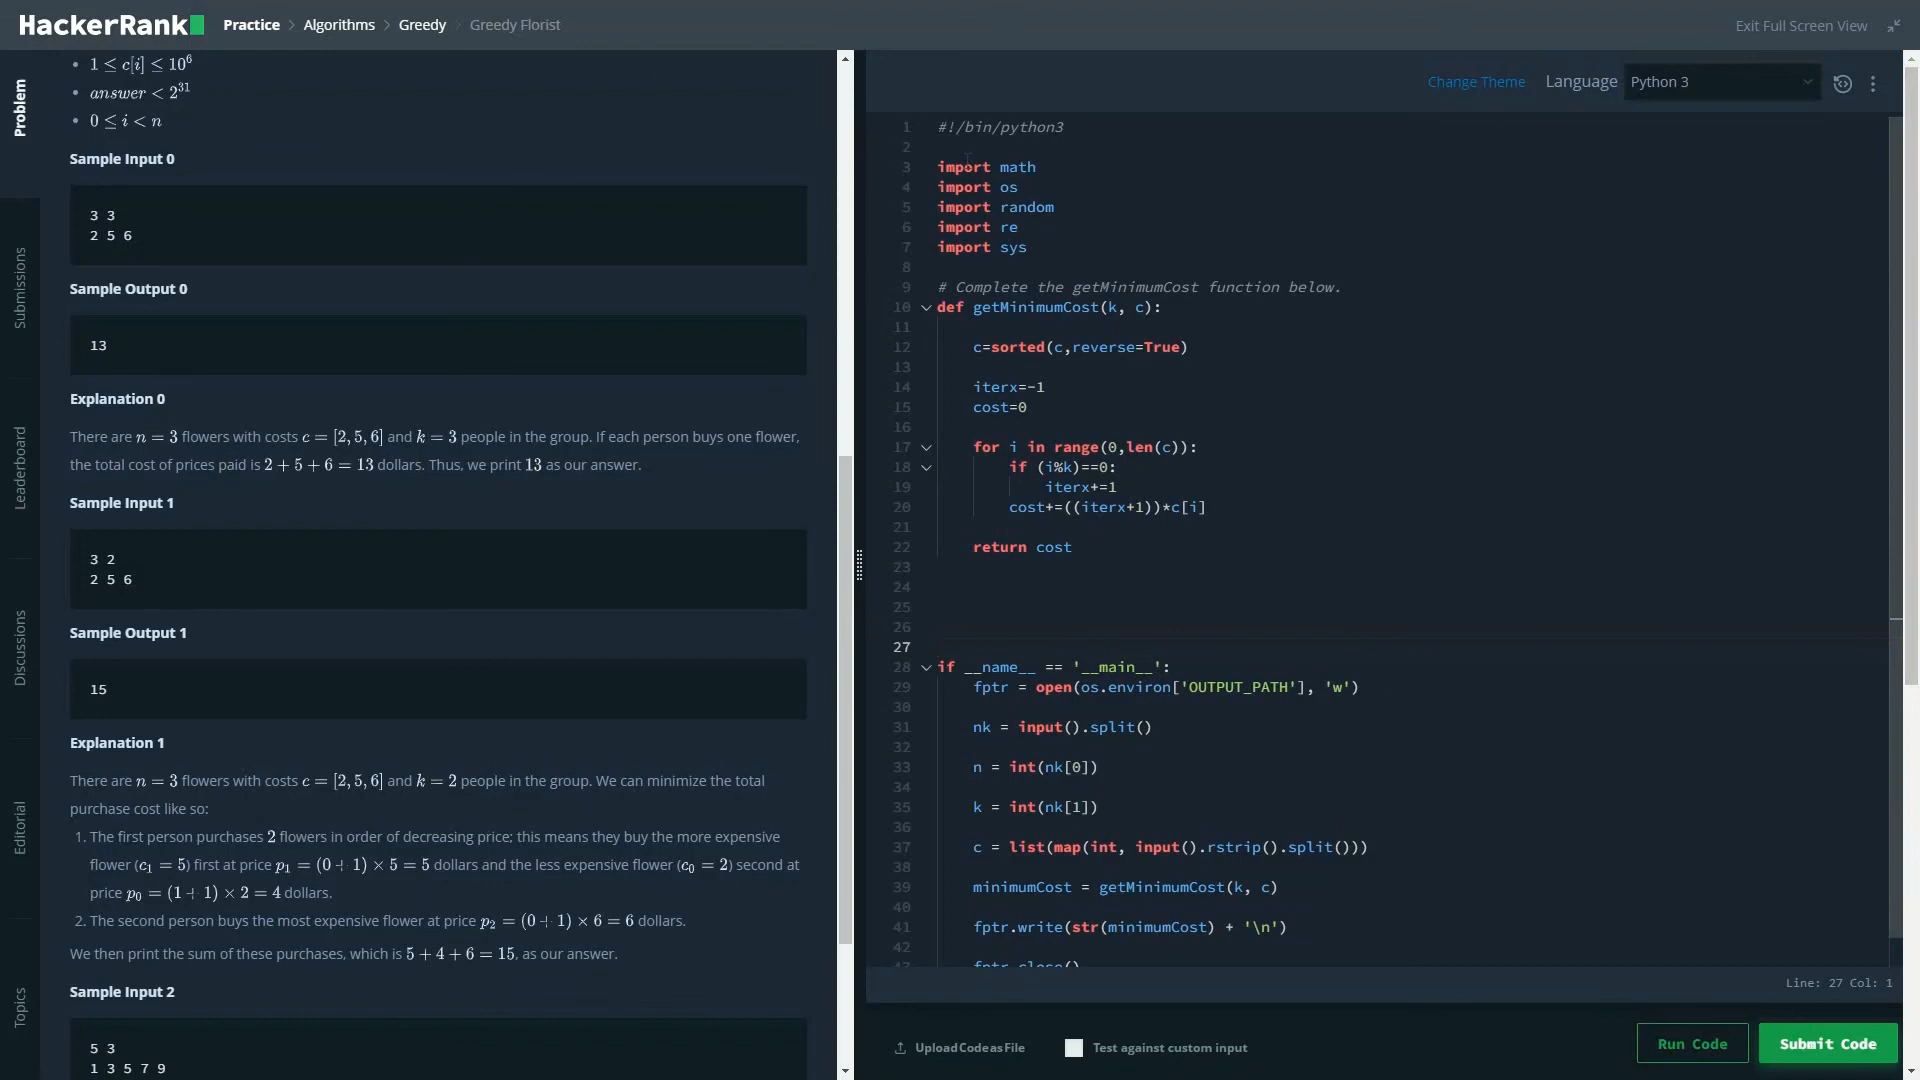 HackerRank Practice > Algorithms > Greedy > Greedy Florist Exit Full Screen View
Problem
Submissions
Leaderboard
Discussions
Editorial
Topics
• 1 ≤ c[i] ≤ 10^6
• answer < 2^31
• 0 ≤ i < n
Sample Input 0
3 3
2 5 6
Sample Output 0
13
Explanation 0
There are n = 3 flowers with costs c = [2, 5, 6] and k = 3 people in the group. If each person buys one flower,
the total cost of prices paid is 2 + 5 + 6 = 13 dollars. Thus, we print 13 as our answer.
Sample Input 1
3 2
2 5 6
Sample Output 1
15
Explanation 1
There are n = 3 flowers with costs c = [2, 5, 6] and k = 2 people in the group. We can minimize the total
purchase cost like so:
1. The first person purchases 2 flowers in order of decreasing price; this means they buy the more expensive
flower (c₁ = 5) first at price p₁ = (0 + 1) × 5 = 5 dollars and the less expensive flower (c₀ = 2) second at
price p₀ = (1 + 1) × 2 = 4 dollars.
2. The second person buys the most expensive flower at price p₂ = (0 + 1) × 6 = 6 dollars.
We then print the sum of these purchases, which is 5 + 4 + 6 = 15, as our answer.
Sample Input 2
5 3
1 3 5 7 9
Change Theme Language Python 3
1 #!/bin/python3
2
3 import math
4 import os
5 import random
6 import re
7 import sys
8
9 # Complete the getMinimumCost function below.
10 def getMinimumCost(k, c):
11
12 c=sorted(c,reverse=True)
13
14 iterx=-1
15 cost=0
16
17 for i in range(0,len(c)):
18 if (i%k)==0:
19 iterx+=1
20 cost+=((iterx+1))*c[i]
21
22 return cost
23
24
25
26
27
28 if __name__ == '__main__':
29 fptr = open(os.environ['OUTPUT_PATH'], 'w')
30
31 nk = input().split()
32
33 n = int(nk[0])
34
35 k = int(nk[1])
36
37 c = list(map(int, input().rstrip().split()))
38
39 minimumCost = getMinimumCost(k, c)
40
41 fptr.write(str(minimumCost) + '\n')
42
43 fptr.close()
Line: 27 Col: 1
Upload Code as File Test against custom input Run Code Submit Code